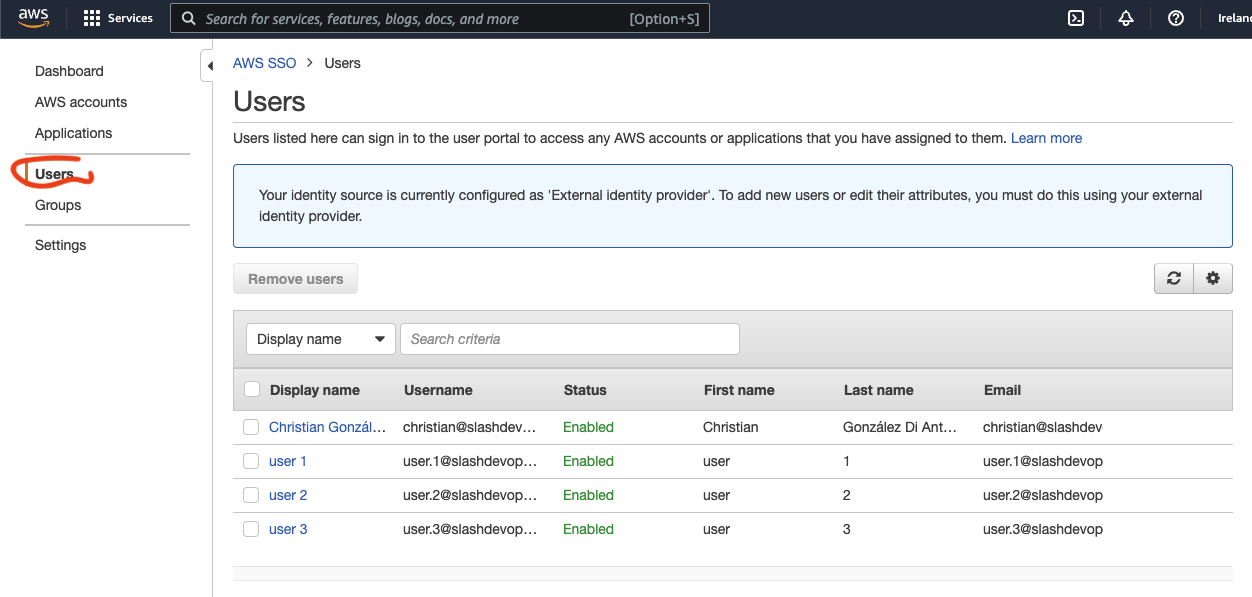 aws
Services
Search for services, features, blogs, docs, and more
[Option+S]
Dashboard
AWS accounts
Applications
Users
Groups
Settings
AWS SSO > Users
Users
Users listed here can sign in to the user portal to access any AWS accounts or applications that you have assigned to them. Learn more
Your identity source is currently configured as 'External identity provider'. To add new users or edit their attributes, you must do this using your external
identity provider.
Remove users
Display name
Search criteria
Display name Username Status First name Last name Email
Christian Gonzál... christian@slashdev... Enabled Christian González Di Ant... christian@slashdev
user 1 user.1@slashdevop... Enabled user 1 user.1@slashdevop
user 2 user.2@slashdevop... Enabled user 2 user.2@slashdevop
user 3 user.3@slashdevop... Enabled user 3 user.3@slashdevop